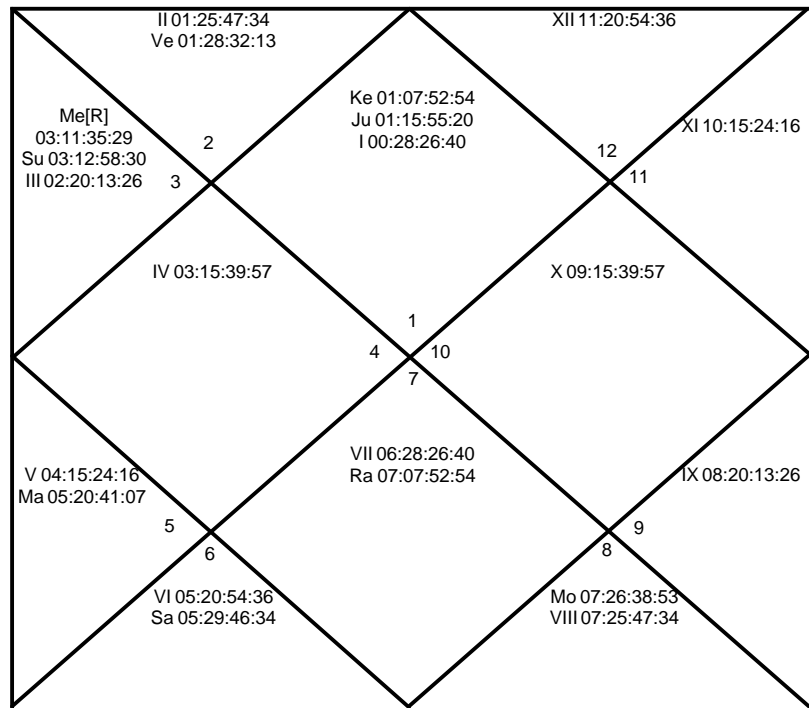 II 01:25:47:34
Ve 01:28:32:13
XII 11:20:54:36
Ke 01:07:52:54
Ju 01:15:55:20
I 00:28:26:40
Me[R]
03:11:35:29
Su 03:12:58:30
III 02:20:13:26
XI 10:15:24:16
2
12
3
11
IV 03:15:39:57
X 09:15:39:57
1
4
10
7
VII 06:28:26:40
Ra 07:07:52:54
V 04:15:24:16
Ma 05:20:41:07
IX 08:20:13:26
5
9
6
8
VI 05:20:54:36
Sa 05:29:46:34
Mo 07:26:38:53
VIII 07:25:47:34